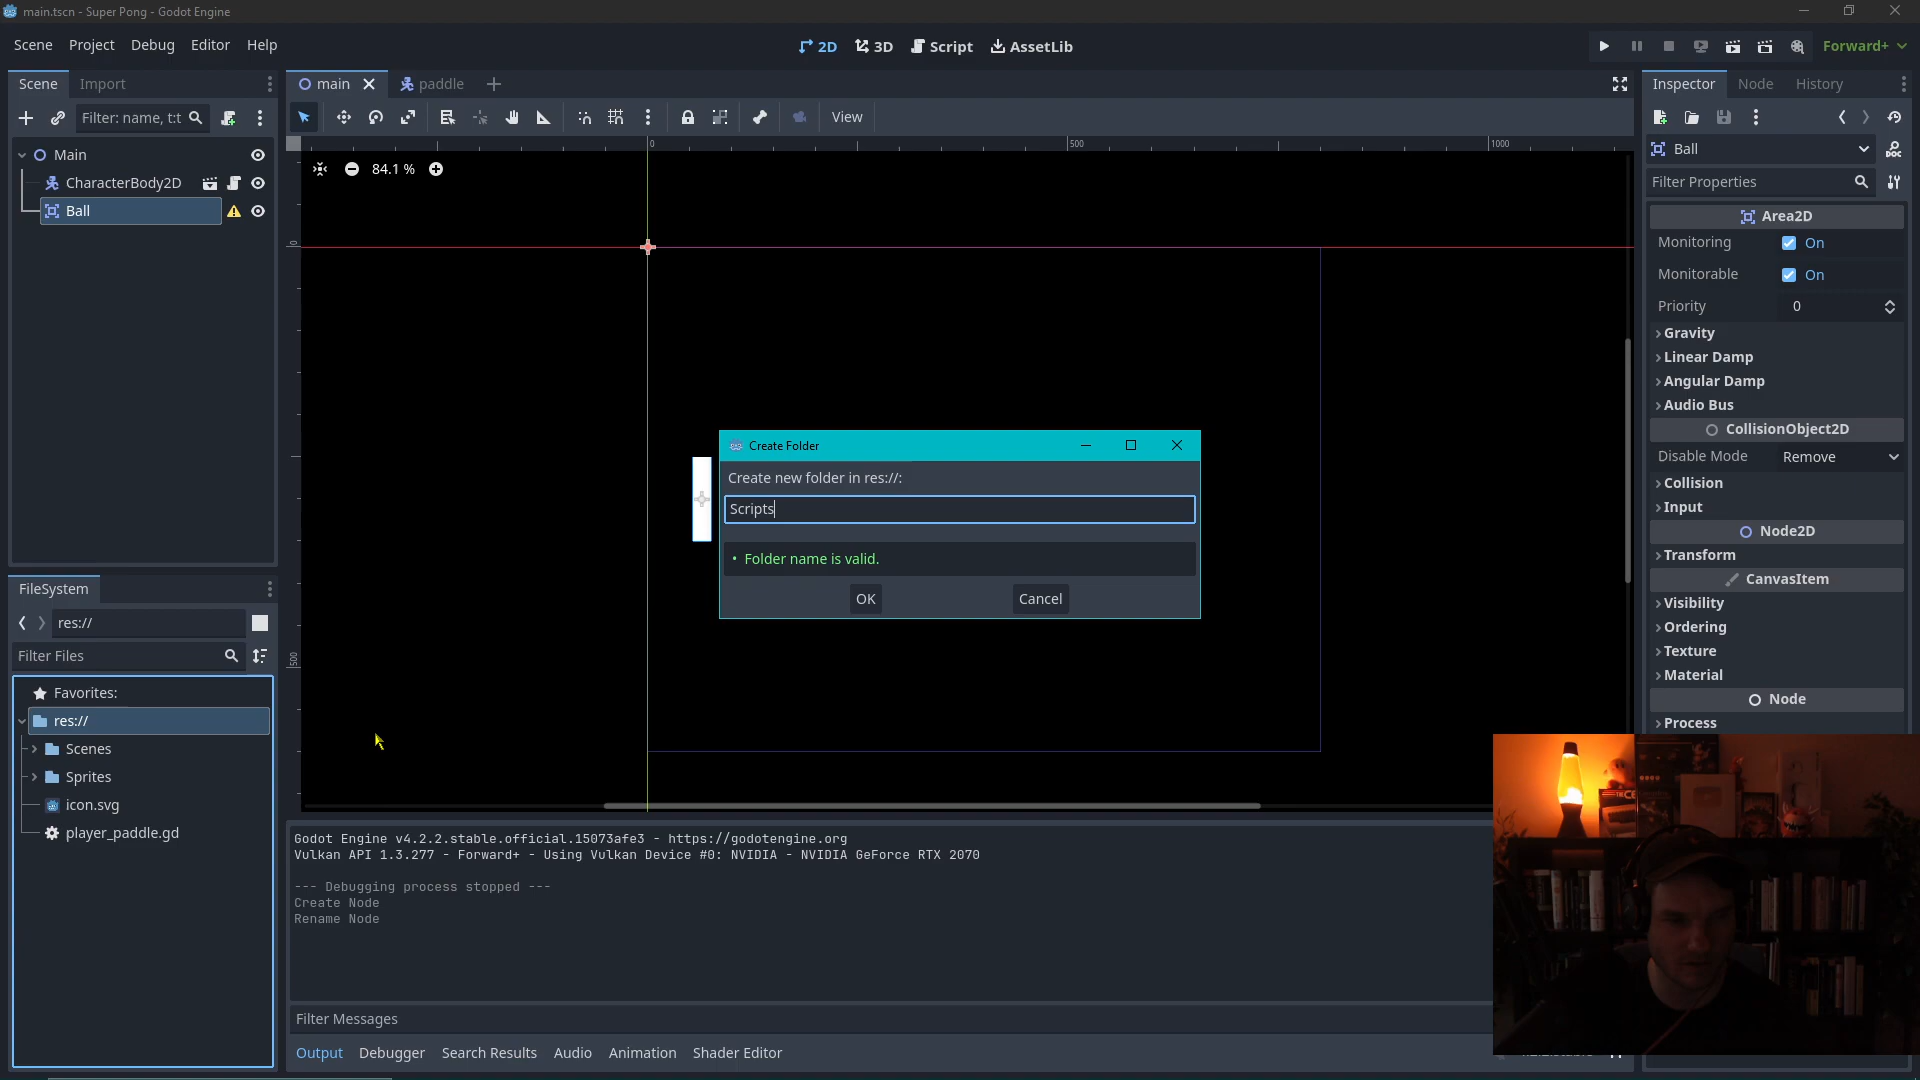 main.tscn - Super Pong - Godot Engine
Scene Project Debug Editor Help
2D 3D Script AssetLib
Forward+
Scene Import
main paddle
Inspector Node History
Filter: name, t:t
View
Main
CharacterBody2D
Ball
0 500 1000
84.1 %
0
500
Ball
Filter Properties
Area2D
Monitoring On
Monitorable On
Priority 0
Gravity
Linear Damp
Angular Damp
Audio Bus
CollisionObject2D
Disable Mode Remove
Collision
Input
Node2D
Transform
CanvasItem
Visibility
Ordering
Texture
Material
Node
Process
Create Folder
Create new folder in res://:
Scripts
• Folder name is valid.
OK Cancel
FileSystem
res://
Filter Files
Favorites:
res://
Scenes
Sprites
icon.svg
player_paddle.gd
Godot Engine v4.2.2.stable.official.15073afe3 - https://godotengine.org
Vulkan API 1.3.277 - Forward+ - Using Vulkan Device #0: NVIDIA - NVIDIA GeForce RTX 2070
--- Debugging process stopped ---
Create Node
Rename Node
Filter Messages
Output Debugger Search Results Audio Animation Shader Editor